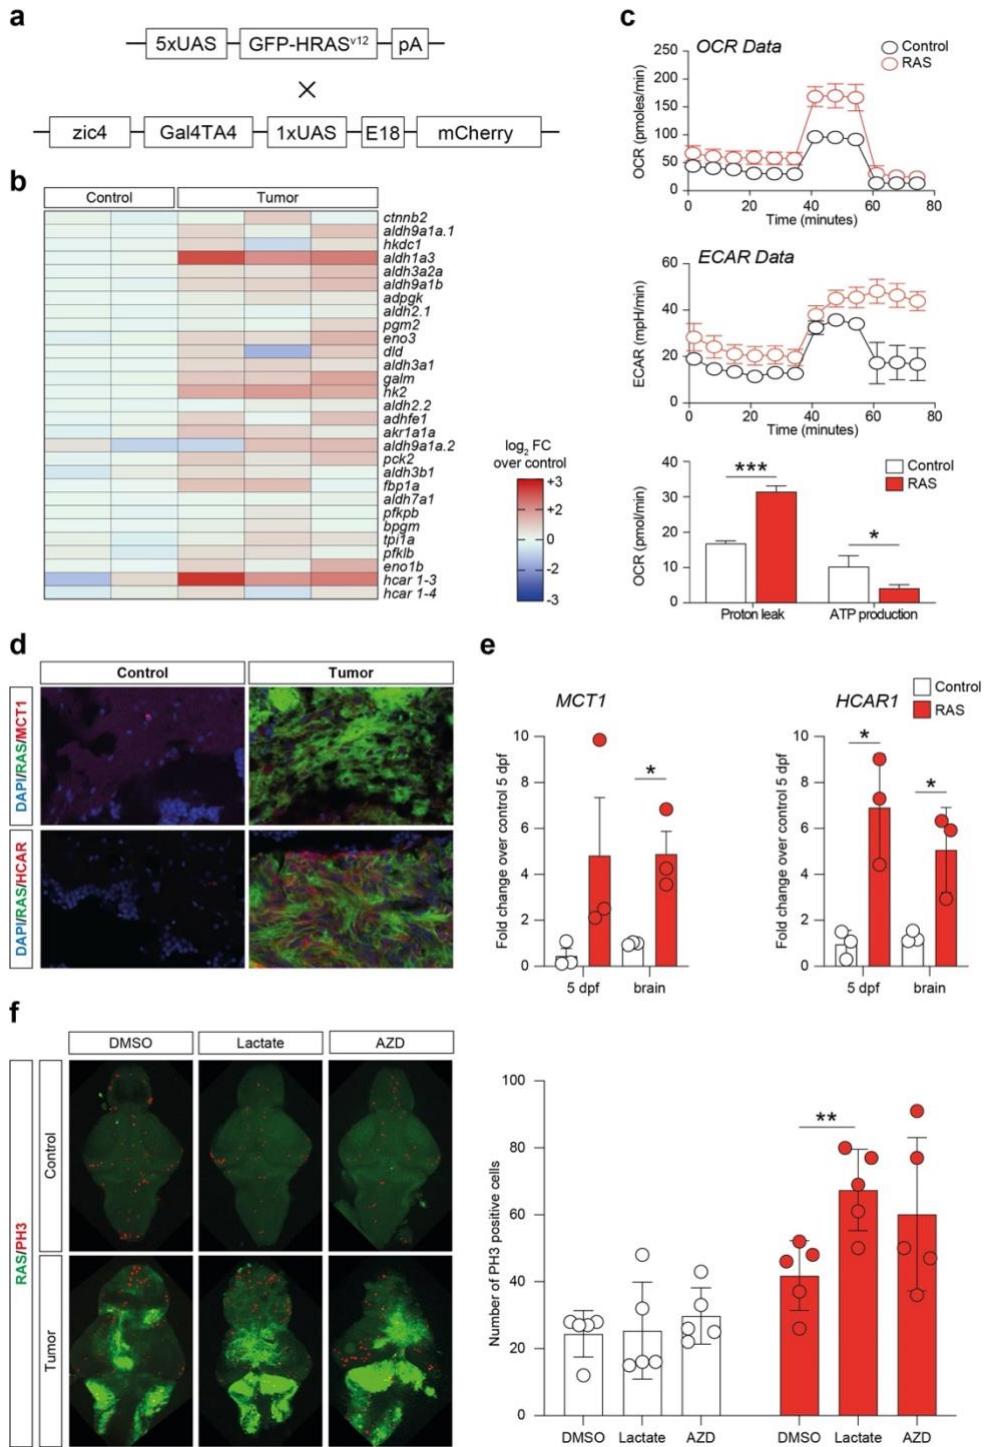 a
5xUAS GFP-HRASv12 pA
×
zic4 Gal4TA4 1xUAS E18 mCherry
b
Control Tumor
ctnnb2
aldh9a1a.1
hkdc1
aldh1a3
aldh3a2a
aldh9a1b
adpgk
aldh2.1
pgm2
eno3
dld
aldh3a1
galm
hk2
aldh2.2
adhfe1
akr1a1a
aldh9a1a.2
pck2
aldh3b1
fbp1a
aldh7a1
pfkpb
bpgm
tpi1a
pfklb
eno1b
hcar 1-3
hcar 1-4
log2 FC
over control
+3
+2
0
-2
-3
c
OCR Data
Control
RAS
OCR (pmoles/min)
250
200
150
100
50
0
0 20 40 60 80
Time (minutes)
ECAR Data
ECAR (mpH/min)
60
40
20
0
0 20 40 60 80
Time (minutes)
Control
RAS
OCR (pmol/min)
40
30
20
10
0
***
*
Proton leak ATP production
d
Control Tumor
DAPI/RAS/MCT1
DAPI/RAS/HCAR
e
Control
RAS
MCT1
Fold change over control 5 dpf
10
8
6
4
2
0
*
5 dpf brain
HCAR1
Fold change over control 5 dpf
10
8
6
4
2
0
*
*
5 dpf brain
f
DMSO Lactate AZD
RAS/PH3
Control
Tumor
Number of PH3 positive cells
100
80
60
40
20
0
**
DMSO Lactate AZD DMSO Lactate AZD